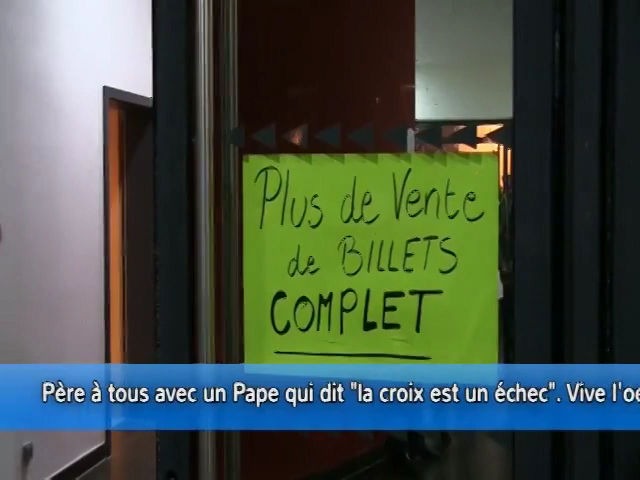 Plus de Vente
de BILLETS
COMPLET
Père à tous avec un Pape qui dit "la croix est un échec". Vive l'oe